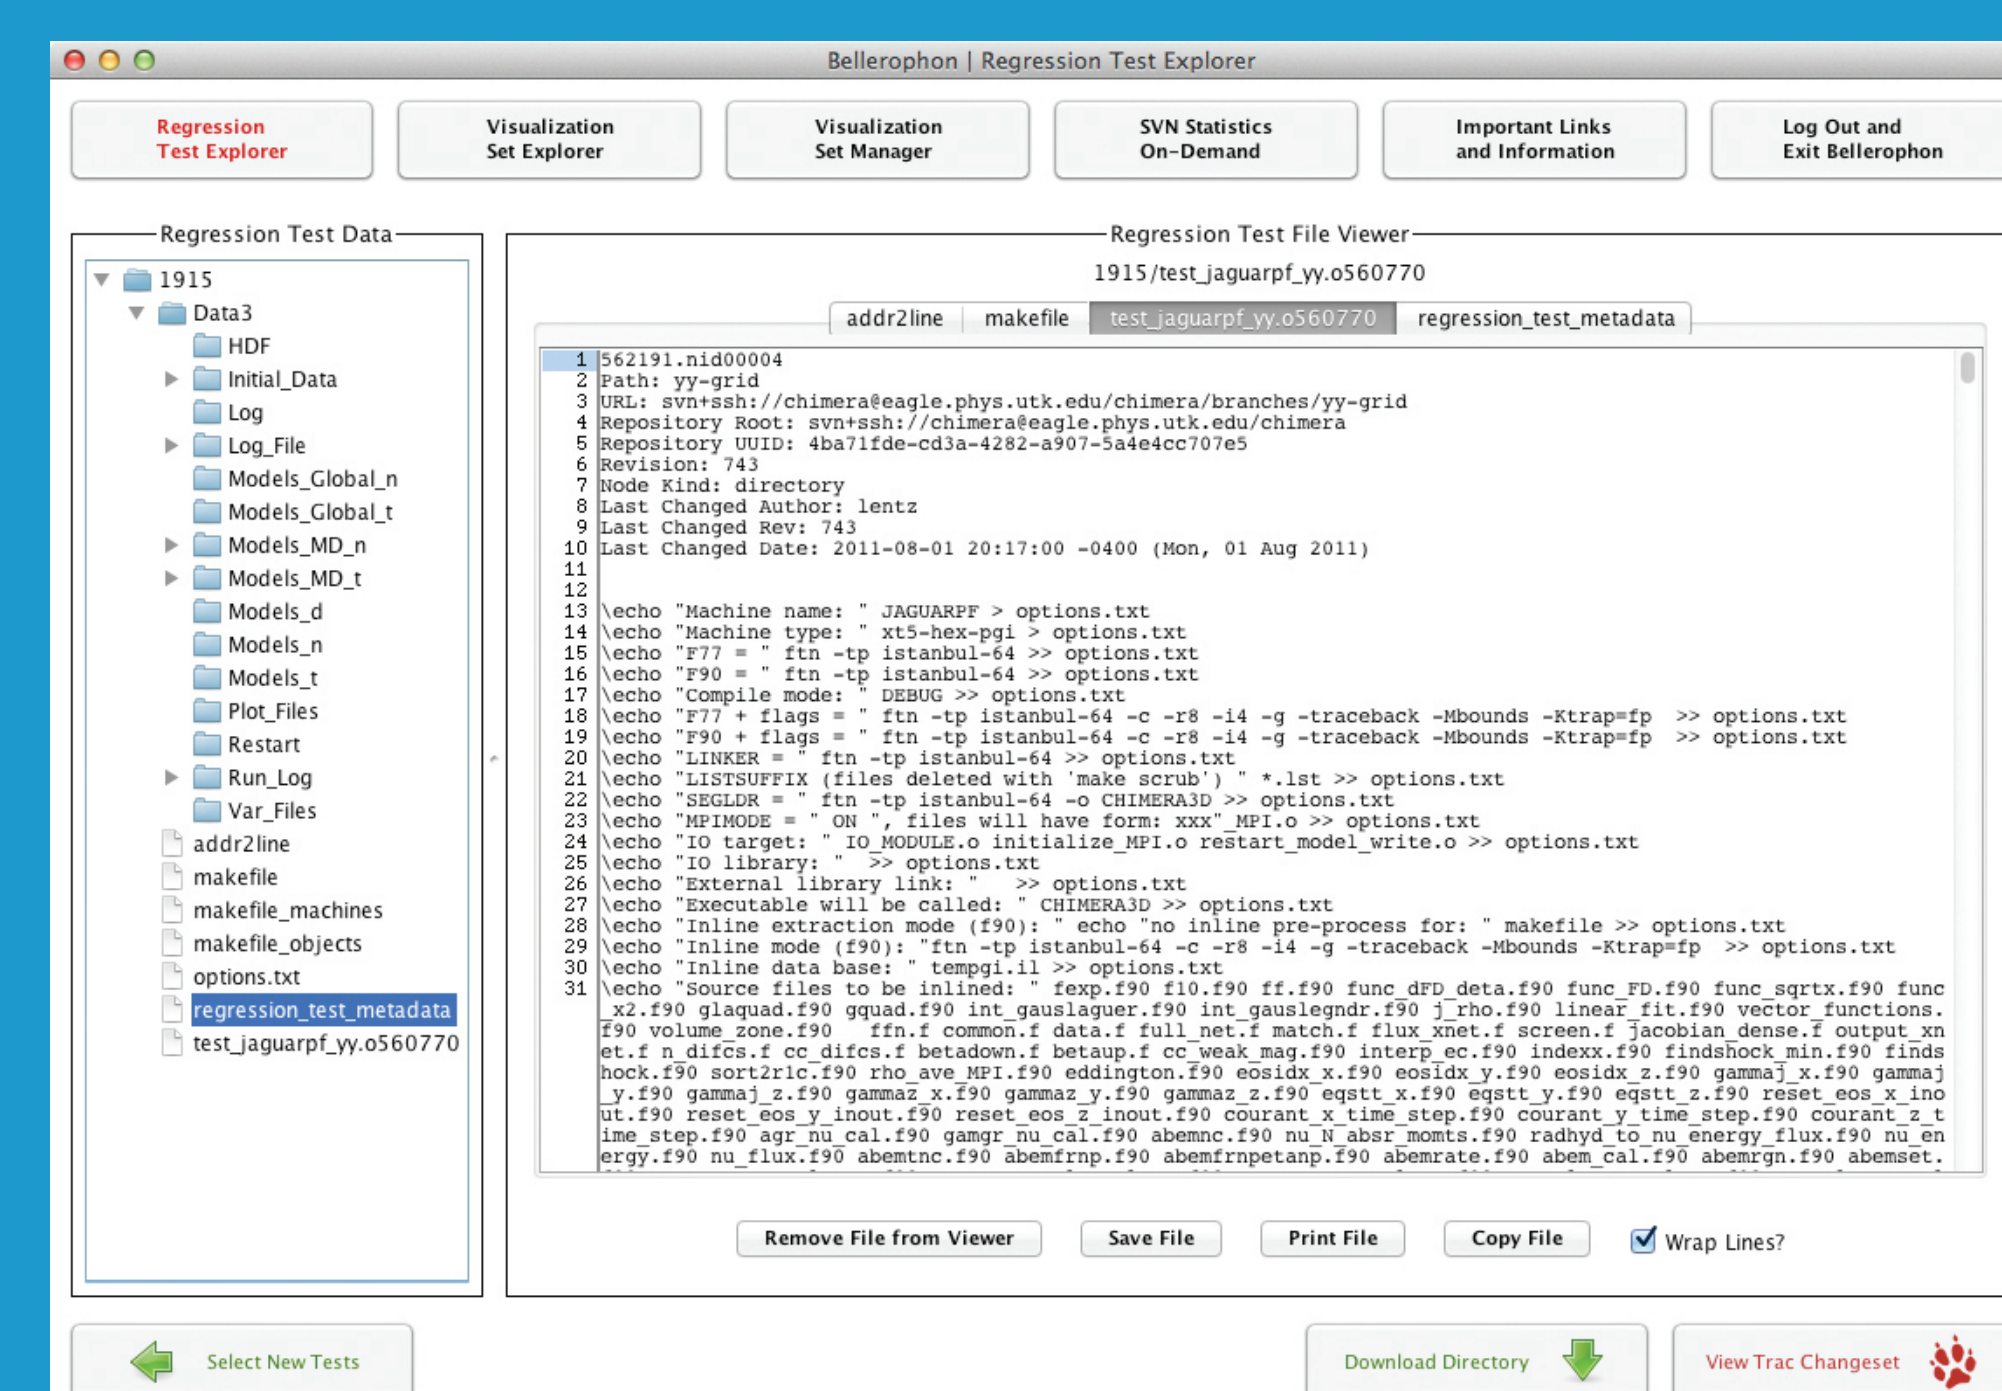 Bellerophon | Regression Test Explorer
Regression
Test Explorer
Visualization
Set Explorer
Visualization
Set Manager
SVN Statistics
On-Demand
Important Links
and Information
Log Out and
Exit Bellerophon
Regression Test Data
1915
Data3
HDF
Initial_Data
Log
Log_File
Models_Global_n
Models_Global_t
Models_MD_n
Models_MD_t
Models_d
Models_n
Models_t
Plot_Files
Restart
Run_Log
Var_Files
addr2line
makefile
makefile_machines
makefile_objects
options.txt
regression_test_metadata
test_jaguarpf_yy.o560770
Regression Test File Viewer
1915/test_jaguarpf_yy.o560770
addr2line makefile test_jaguarpf_yy.o560770 regression_test_metadata
1 562191.nid00004
2 Path: yy-grid
3 URL: svn+ssh://chimera@eagle.phys.utk.edu/chimera/branches/yy-grid
4 Repository Root: svn+ssh://chimera@eagle.phys.utk.edu/chimera
5 Repository UUID: 4ba71fde-cd3a-4282-a907-5a4e4cc707e5
6 Revision: 743
7 Node Kind: directory
8 Last Changed Author: lentz
9 Last Changed Rev: 743
10 Last Changed Date: 2011-08-01 20:17:00 -0400 (Mon, 01 Aug 2011)
11
12
13 \echo "Machine name: " JAGUARPF > options.txt
14 \echo "Machine type: " xt5-hex-pgi > options.txt
15 \echo "F77 = " ftn -tp istanbul-64 >> options.txt
16 \echo "F90 = " ftn -tp istanbul-64 >> options.txt
17 \echo "Compile mode: " DEBUG >> options.txt
18 \echo "F77 + flags = " ftn -tp istanbul-64 -c -r8 -i4 -g -traceback -Mbounds -Ktrap=fp >> options.txt
19 \echo "F90 + flags = " ftn -tp istanbul-64 -c -r8 -i4 -g -traceback -Mbounds -Ktrap=fp >> options.txt
20 \echo "LINKER = " ftn -tp istanbul-64 >> options.txt
21 \echo "LISTSUFFIX (files deleted with 'make scrub') " *.lst >> options.txt
22 \echo "SEGLDR = " ftn -tp istanbul-64 -o CHIMERA3D >> options.txt
23 \echo "MPIMODE = " ON ", files will have form: xxx"_MPI.o >> options.txt
24 \echo "IO target: " IO_MODULE.o initialize_MPI.o restart_model_write.o >> options.txt
25 \echo "IO library: " >> options.txt
26 \echo "External library link: " >> options.txt
27 \echo "Executable will be called: " CHIMERA3D >> options.txt
28 \echo "Inline extraction mode (f90): " echo "no inline pre-process for: " makefile >> options.txt
29 \echo "Inline mode (f90): "ftn -tp istanbul-64 -c -r8 -i4 -g -traceback -Mbounds -Ktrap=fp >> options.txt
30 \echo "Inline data base: " tempgi.il >> options.txt
31 \echo "Source files to be inlined: " fexp.f90 f10.f90 ff.f90 func_dFD_deta.f90 func_FD.f90 func_sqrtx.f90 func
_x2.f90 glaquad.f90 gquad.f90 int_gauslaguer.f90 int_gauslegndr.f90 j_rho.f90 linear_fit.f90 vector_functions.
f90 volume_zone.f90 ffn.f common.f data.f full_net.f match.f flux_xnet.f screen.f jacobian_dense.f output_xn
et.f n_difcs.f cc_difcs.f betadown.f betaup.f cc_weak_mag.f90 interp_ec.f90 indexx.f90 findshock_min.f90 finds
hock.f90 sort2r1c.f90 rho_ave_MPI.f90 eddington.f90 eosidx_x.f90 eosidx_y.f90 eosidx_z.f90 gammaj_x.f90 gammaj
_y.f90 gammaj_z.f90 gammaz_x.f90 gammaz_y.f90 gammaz_z.f90 eqstt_x.f90 eqstt_y.f90 eqstt_z.f90 reset_eos_x_ino
ut.f90 reset_eos_y_inout.f90 reset_eos_z_inout.f90 courant_x_time_step.f90 courant_y_time_step.f90 courant_z_t
ime_step.f90 agr_nu_cal.f90 gamgr_nu_cal.f90 abemnc.f90 nu_N_absr_momts.f90 radhyd_to_nu_energy_flux.f90 nu_en
ergy.f90 nu_flux.f90 abemtnc.f90 abemfrnp.f90 abemfrnpetanp.f90 abemrate.f90 abem_cal.f90 abemrgn.f90 abemset.
Remove File from Viewer
Save File
Print File
Copy File
Wrap Lines?
Select New Tests
Download Directory
View Trac Changeset